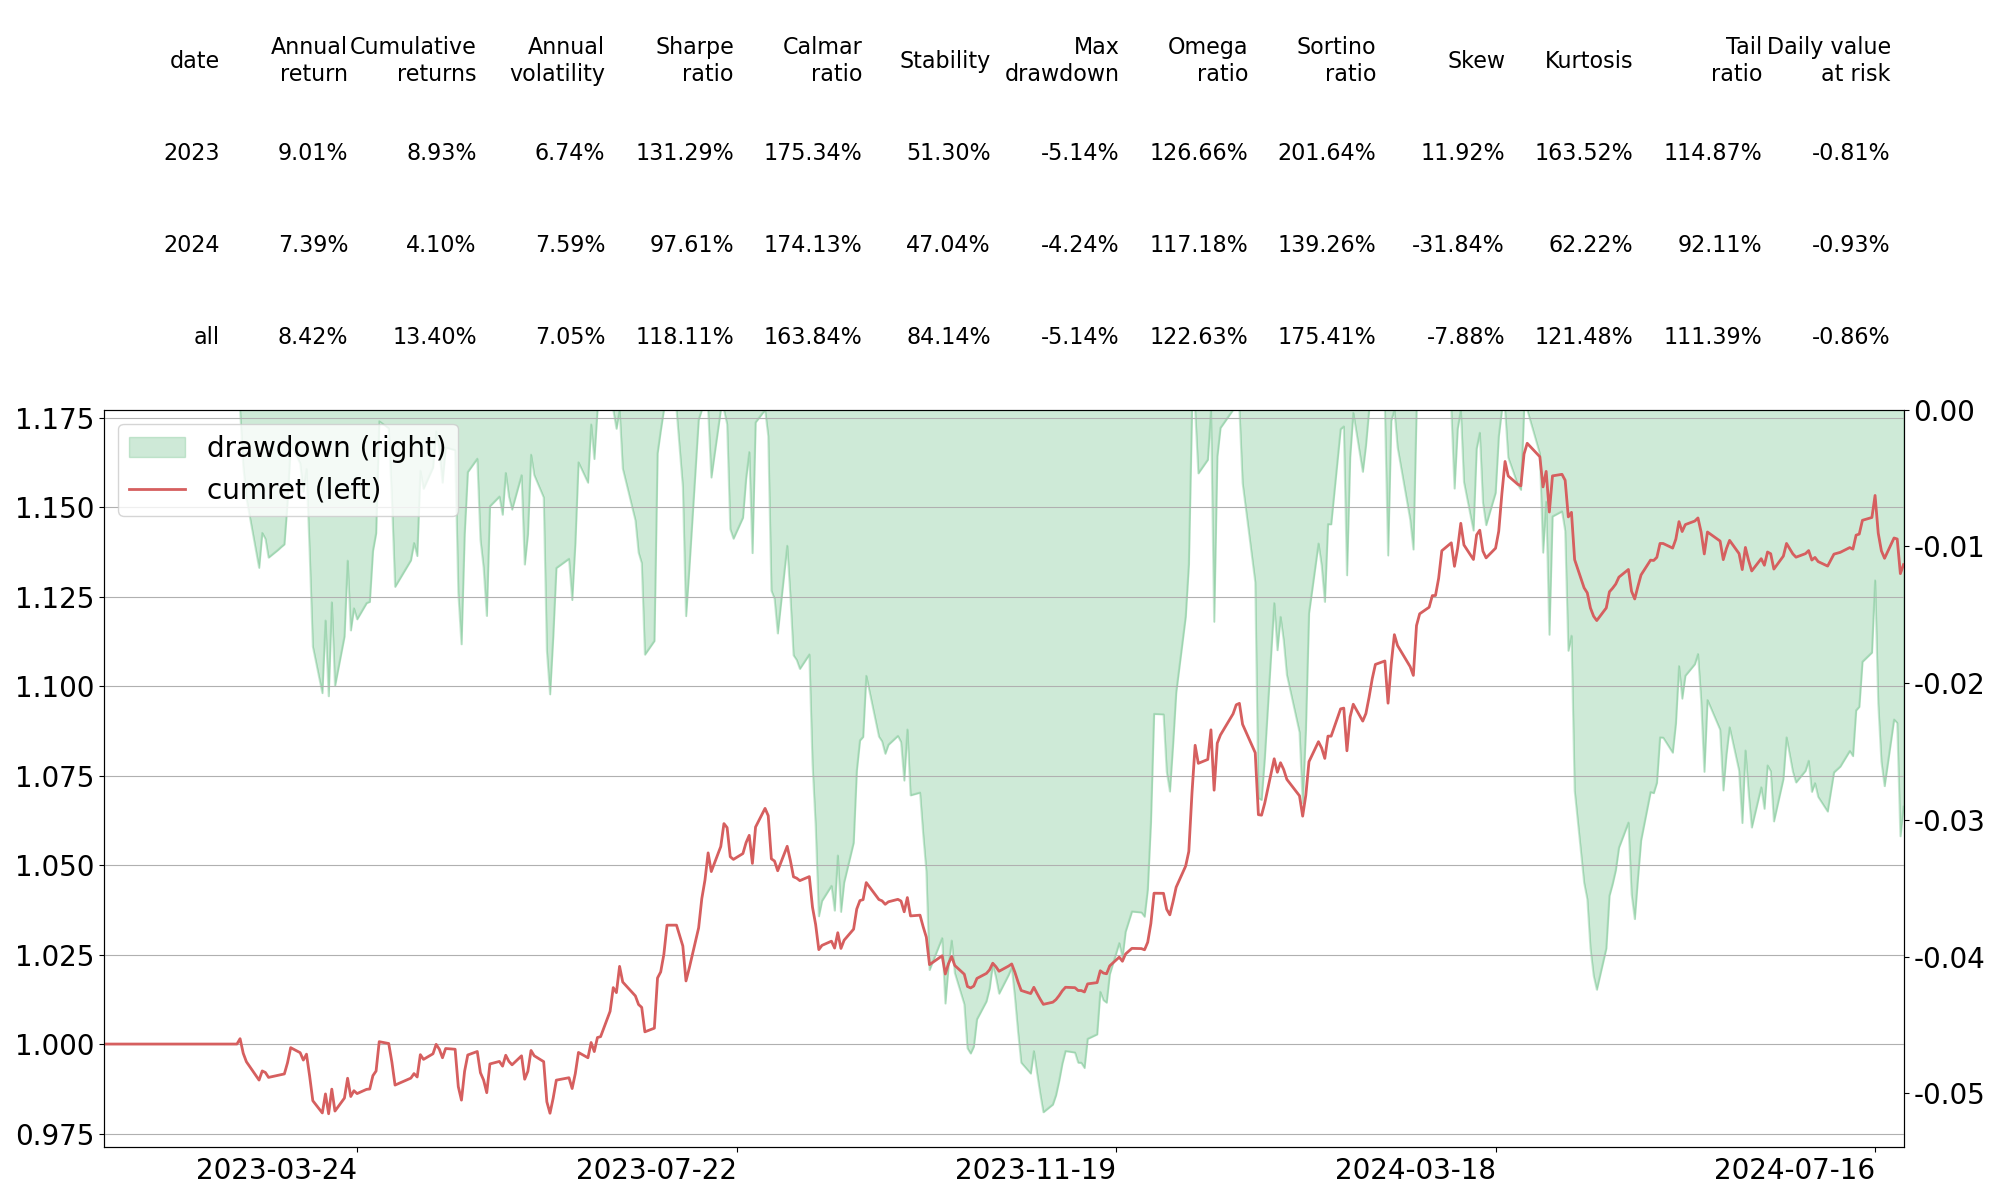 date Annual return Cumulative returns Annual volatility Sharpe ratio Calmar ratio Stability Max drawdown Omega ratio Sortino ratio Skew Kurtosis Tail ratio Daily value at risk
2023 9.01% 8.93% 6.74% 131.29% 175.34% 51.30% -5.14% 126.66% 201.64% 11.92% 163.52% 114.87% -0.81%
2024 7.39% 4.10% 7.59% 97.61% 174.13% 47.04% -4.24% 117.18% 139.26% -31.84% 62.22% 92.11% -0.93%
all 8.42% 13.40% 7.05% 118.11% 163.84% 84.14% -5.14% 122.63% 175.41% -7.88% 121.48% 111.39% -0.86%
drawdown (right)
cumret (left)
1.175
1.150
1.125
1.100
1.075
1.050
1.025
1.000
0.975
0.00
-0.01
-0.02
-0.03
-0.04
-0.05
2023-03-24 2023-07-22 2023-11-19 2024-03-18 2024-07-16